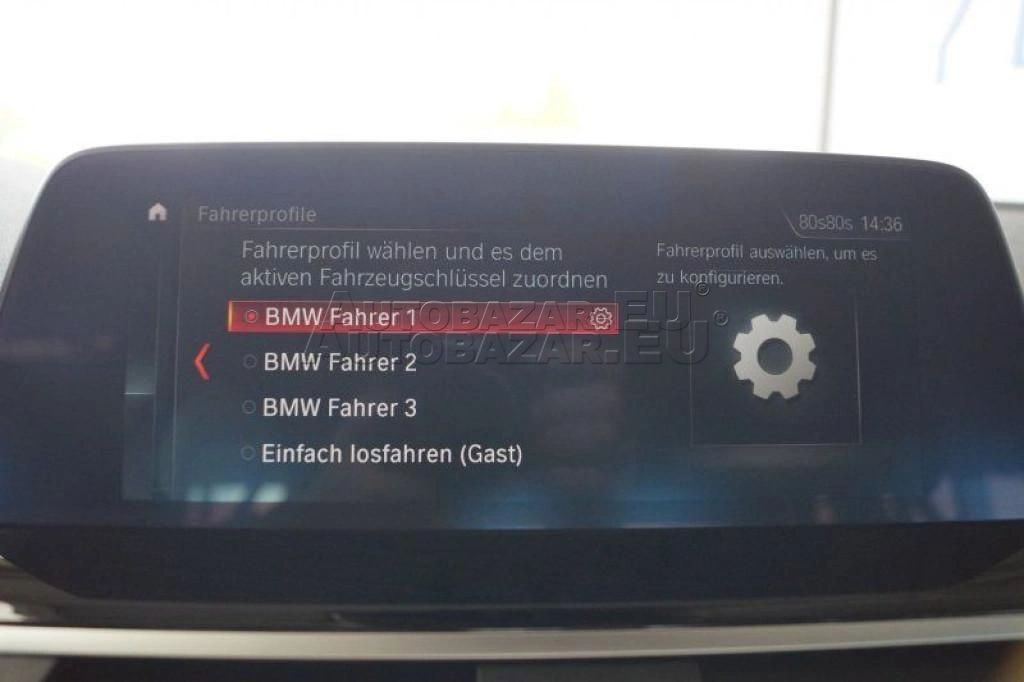 Fahrerprofile
80s80s 14:36
Fahrerprofil wählen und es dem
aktiven Fahrzeugschlüssel zuordnen
BMW Fahrer 1
BMW Fahrer 2
BMW Fahrer 3
Einfach losfahren (Gast)
Fahrerprofil auswählen, um es
zu konfigurieren.
AUTOBAZAR.EU®
AUTOBAZAR.EU®